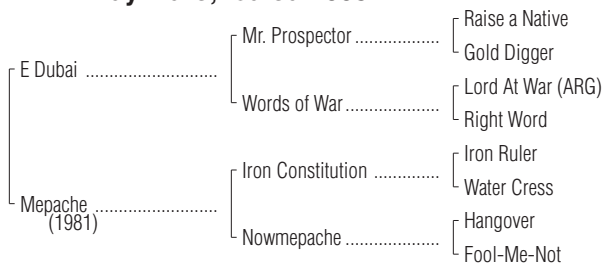 Raise a Native
Mr. Prospector ...................
Gold Digger
E Dubai ..............................
Lord At War (ARG)
Words of War.....................
Right Word
Iron Ruler
Iron Constitution ..............
Water Cress
Mepache ............................
(1981)
Hangover
Nowmepache .....................
Fool-Me-Not